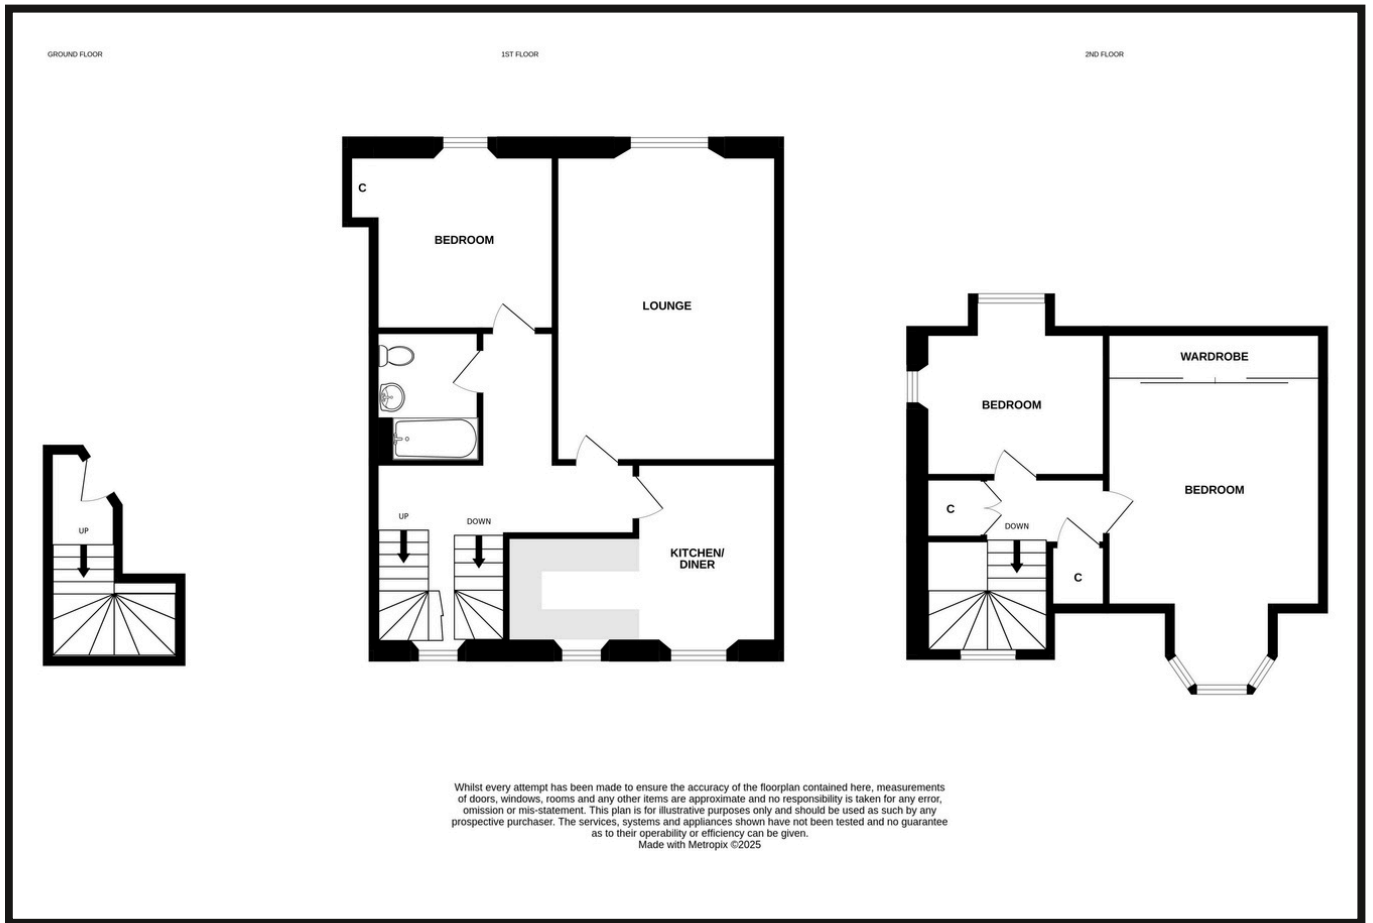 GROUND FLOOR
1ST FLOOR
2ND FLOOR
UP
C
BEDROOM
LOUNGE
UP
DOWN
KITCHEN/
DINER
WARDROBE
BEDROOM
BEDROOM
C
DOWN
C
Whilst every attempt has been made to ensure the accuracy of the floorplan contained here, measurements
of doors, windows, rooms and any other items are approximate and no responsibility is taken for any error,
omission or mis-statement. This plan is for illustrative purposes only and should be used as such by any
prospective purchaser. The services, systems and appliances shown have not been tested and no guarantee
as to their operability or efficiency can be given.
Made with Metropix ©2025